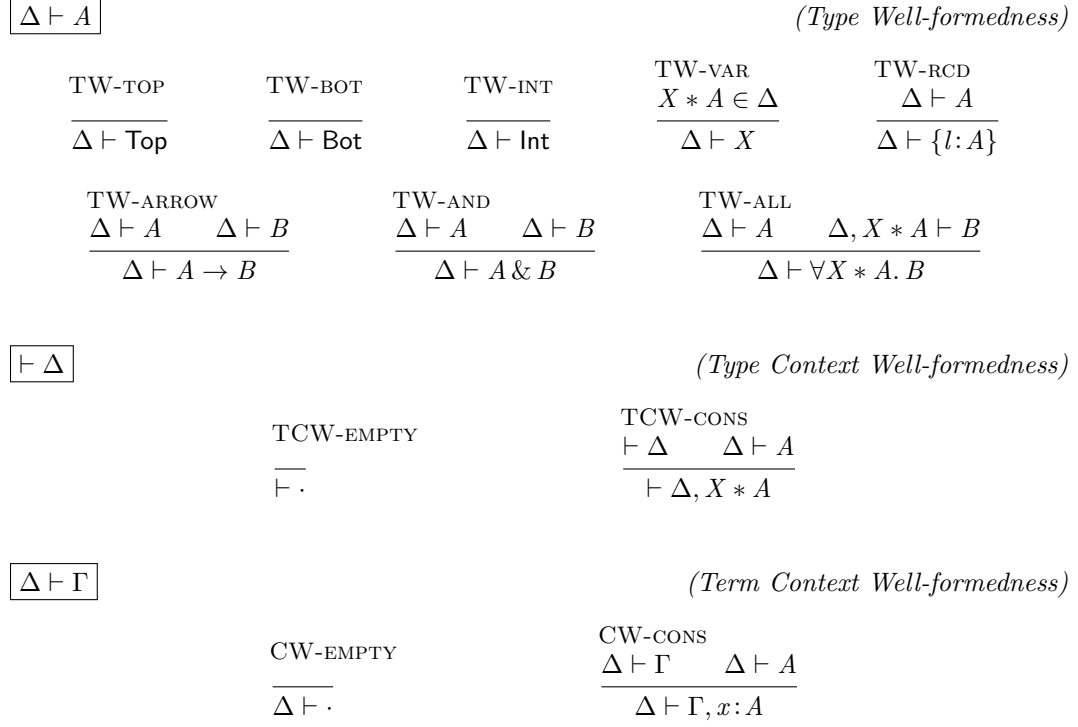 Δ ⊢ A (Type Well-formedness)
TW-TOP TW-BOT TW-INT TW-VAR TW-RCD
X ∗ A ∈ Δ Δ ⊢ A
Δ ⊢ Top Δ ⊢ Bot Δ ⊢ Int Δ ⊢ X Δ ⊢ {l : A}
TW-ARROW TW-AND TW-ALL
Δ ⊢ A Δ ⊢ B Δ ⊢ A Δ ⊢ B Δ ⊢ A Δ, X ∗ A ⊢ B
Δ ⊢ A → B Δ ⊢ A & B Δ ⊢ ∀X ∗ A. B
⊢ Δ (Type Context Well-formedness)
TCW-EMPTY TCW-CONS
⊢ Δ Δ ⊢ A
⊢ · ⊢ Δ, X ∗ A
Δ ⊢ Γ (Term Context Well-formedness)
CW-EMPTY CW-CONS
Δ ⊢ Γ Δ ⊢ A
Δ ⊢ · Δ ⊢ Γ, x : A